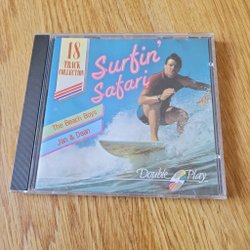 18
TRACK
COLLECTION
Surfin'
Safari
The Beach Boys
Jan & Dean
Double Play